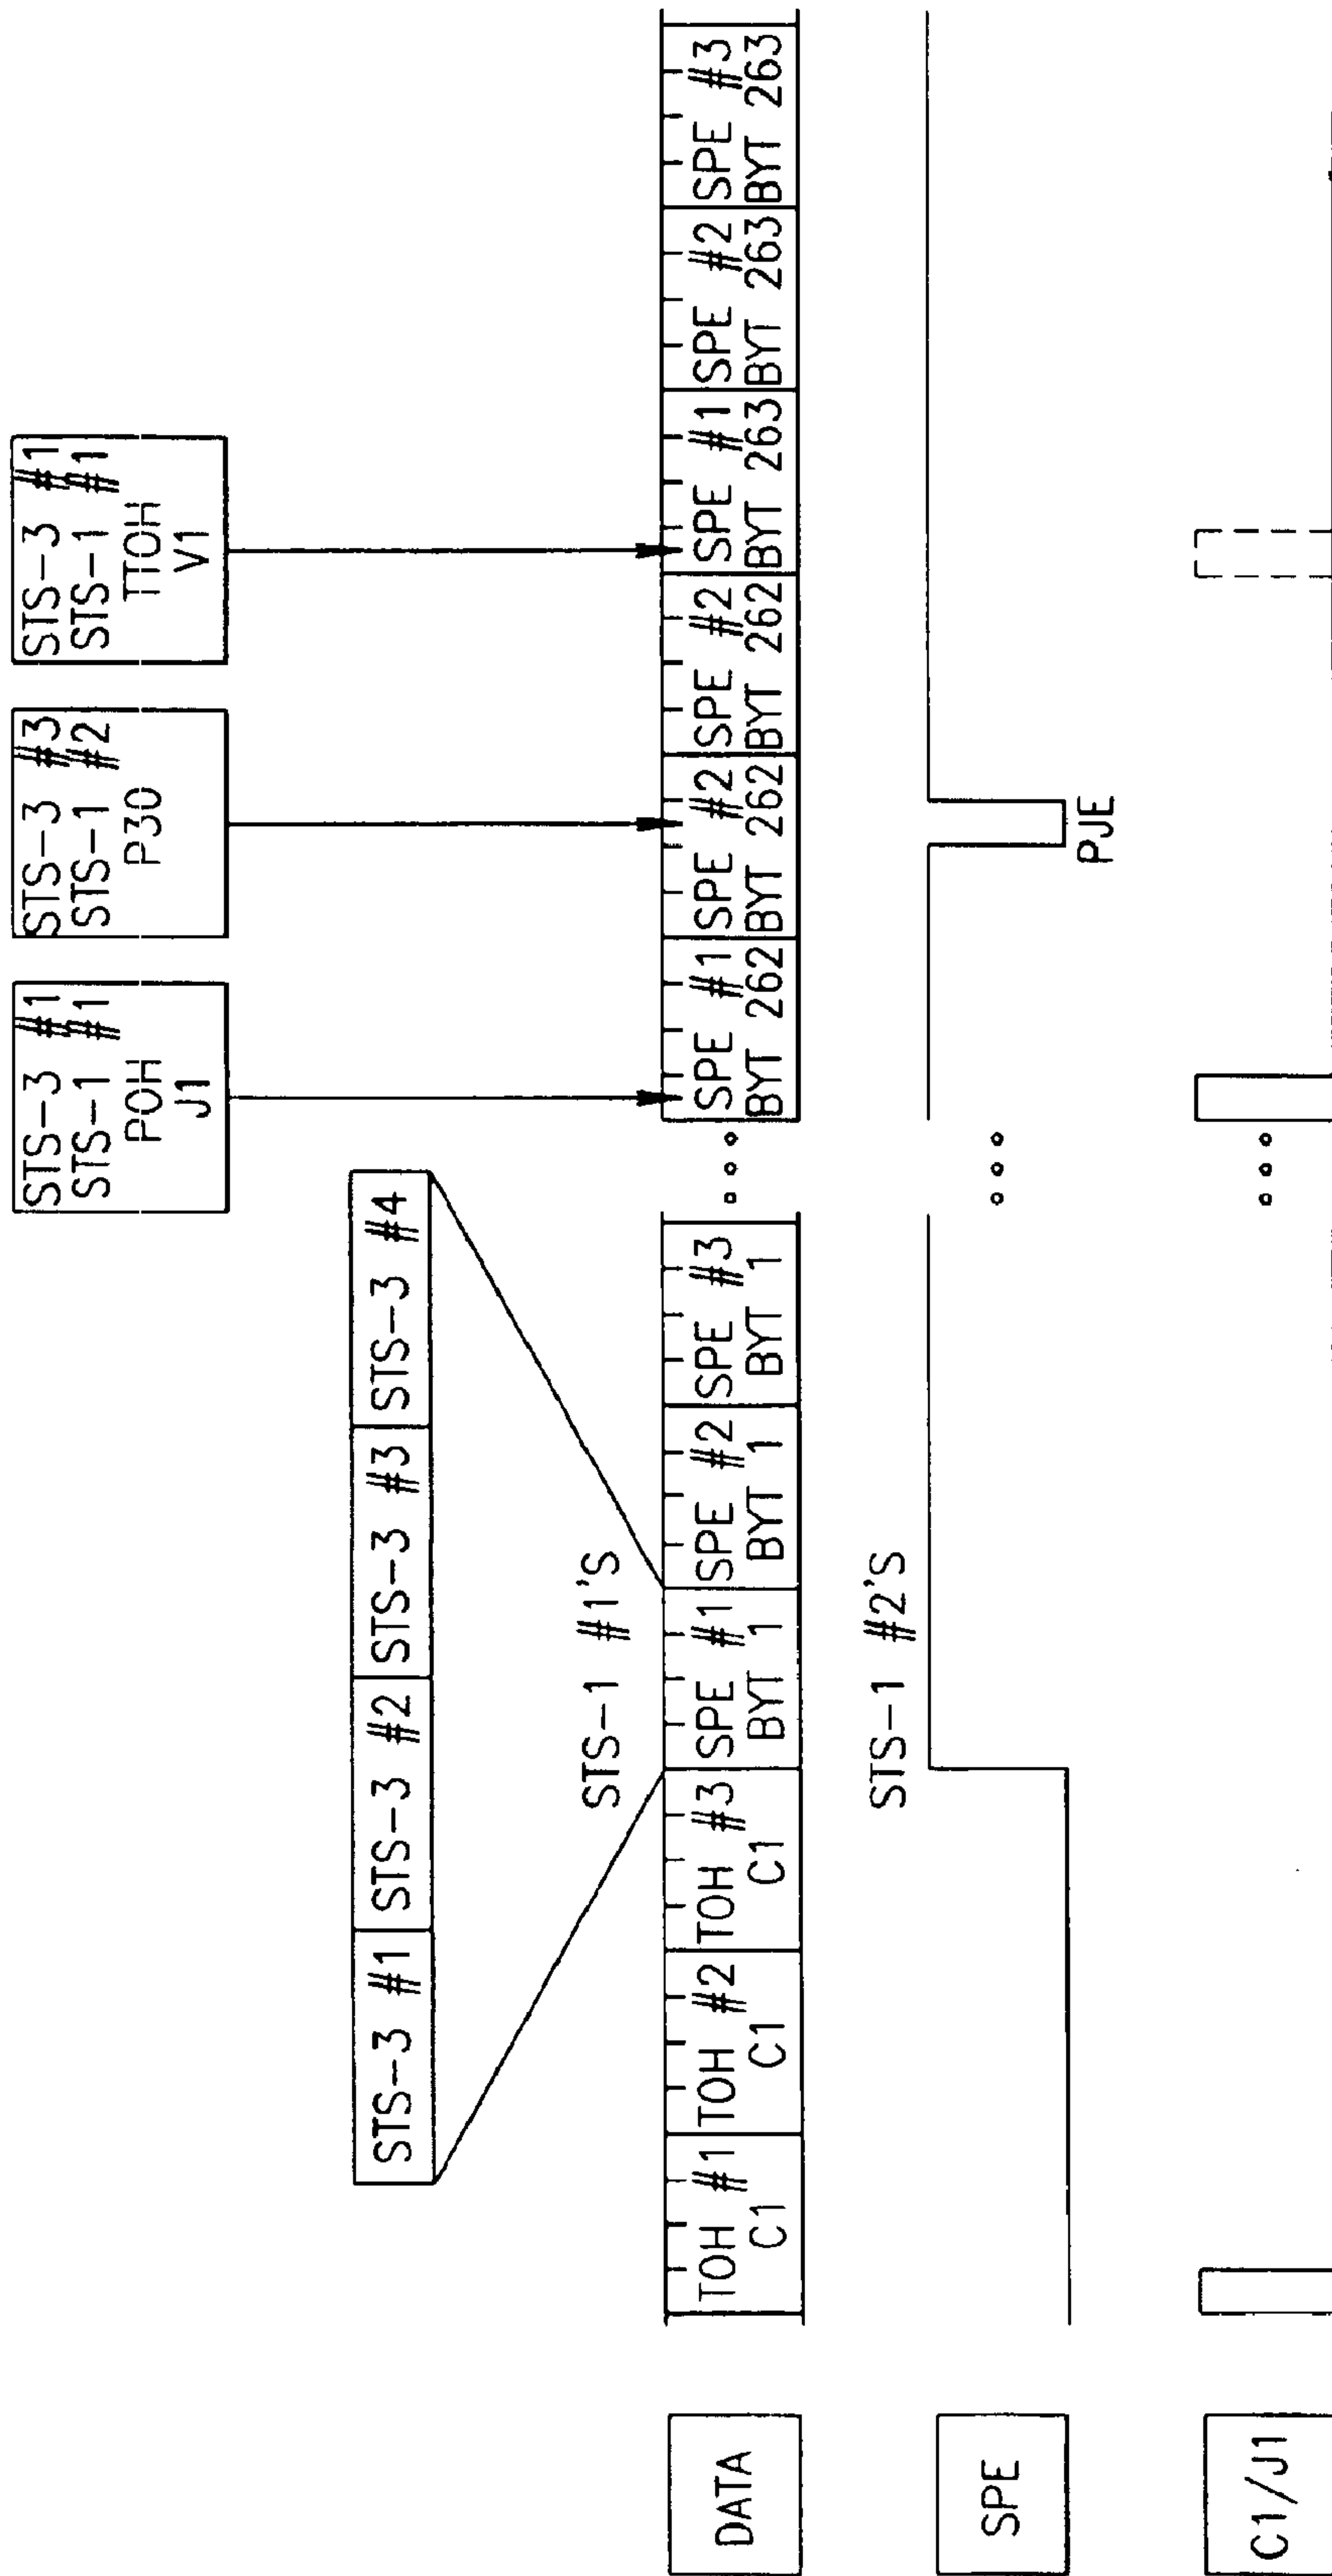 STS-3 #1
STS-1 #1
POH
J1
STS-3 #3
STS-1 #2
P30
STS-3 #1
STS-1 #1
TTOH
V1
STS-3 #1
STS-3 #2
STS-3 #3
STS-3 #4
STS-1 #1'S
DATA
TOH #1
C1
TOH #2
C1
TOH #3
C1
SPE #1
BYT 1
SPE #2
BYT 1
SPE #3
BYT 1
SPE #1
BYT 262
SPE #2
BYT 262
SPE #2
BYT 262
SPE #1
BYT 263
SPE #2
BYT 263
SPE #3
BYT 263
STS-1 #2'S
SPE
PJE
C1/J1